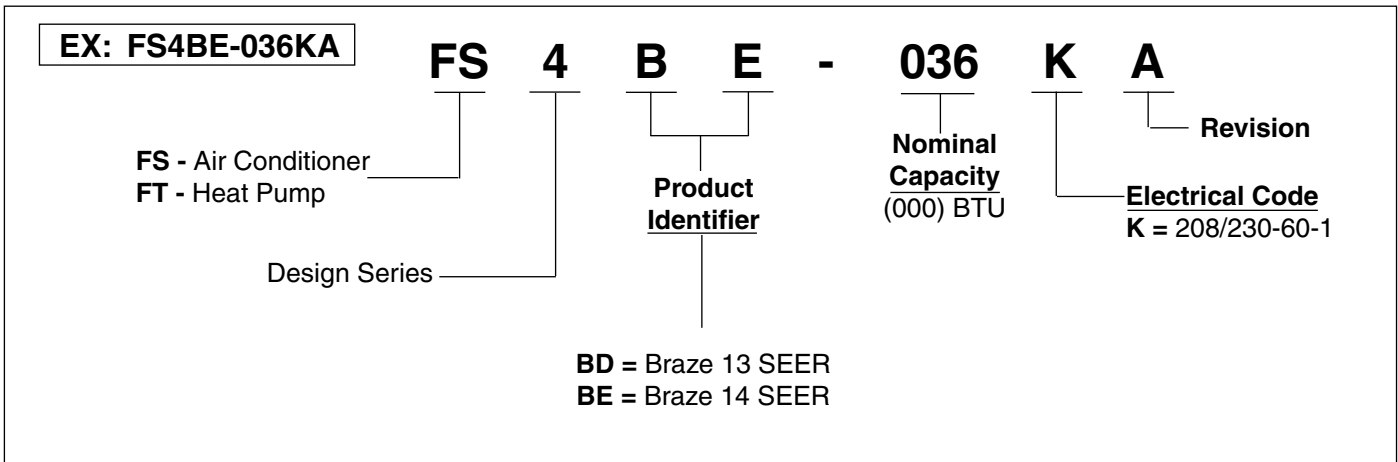 EX: FS4BE-036KA
FS 4 B E - 036 K A
FS - Air Conditioner
FT - Heat Pump
Design Series
Product
Identifier
BD = Braze 13 SEER
BE = Braze 14 SEER
Nominal
Capacity
(000) BTU
Revision
Electrical Code
K = 208/230-60-1